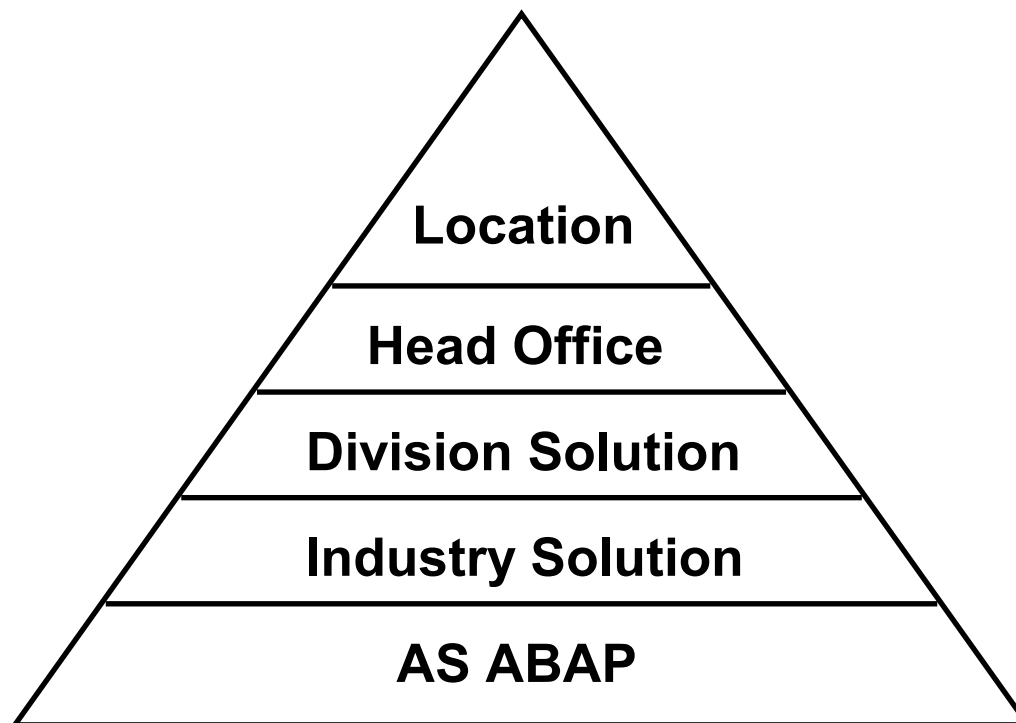 Location
Head Office
Division Solution
Industry Solution
AS ABAP